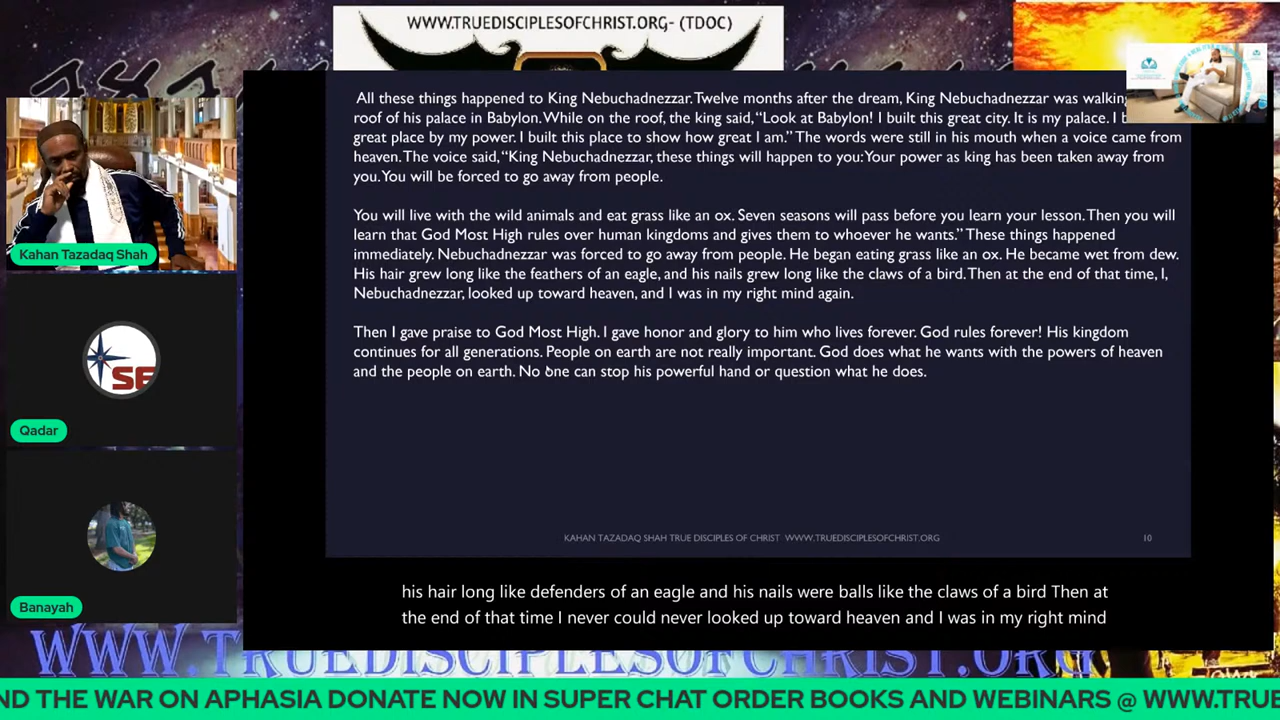 WWW.TRUEDISCIPLESOFCHRIST.ORG- (TDOC)
All these things happened to King Nebuchadnezzar. Twelve months after the dream, King Nebuchadnezzar was walking
roof of his palace in Babylon. While on the roof, the king said, “Look at Babylon! I built this great city. It is my palace. I
great place by my power. I built this place to show how great I am.” The words were still in his mouth when a voice came from
heaven. The voice said, “King Nebuchadnezzar, these things will happen to you: Your power as king has been taken away from
you. You will be forced to go away from people.
You will live with the wild animals and eat grass like an ox. Seven seasons will pass before you learn your lesson. Then you will
learn that God Most High rules over human kingdoms and gives them to whoever he wants.” These things happened
immediately. Nebuchadnezzar was forced to go away from people. He began eating grass like an ox. He became wet from dew.
His hair grew long like the feathers of an eagle, and his nails grew long like the claws of a bird. Then at the end of that time, I,
Nebuchadnezzar, looked up toward heaven, and I was in my right mind again.
Then I gave praise to God Most High. I gave honor and glory to him who lives forever. God rules forever! His kingdom
continues for all generations. People on earth are not really important. God does what he wants with the powers of heaven
and the people on earth. No one can stop his powerful hand or question what he does.
KAHAN TAZADAQ SHAH TRUE DISCIPLES OF CHRIST WWW.TRUEDISCIPLESOFCHRIST.ORG 10
Kahan Tazadaq Shah
SE
Qadar
Banayah
his hair long like defenders of an eagle and his nails were balls like the claws of a bird Then at
the end of that time I never could never looked up toward heaven and I was in my right mind
WWW.TRUEDISCIPLESOFCHRIST.ORG
ND THE WAR ON APHASIA DONATE NOW IN SUPER CHAT ORDER BOOKS AND WEBINARS @ WWW.TRUE